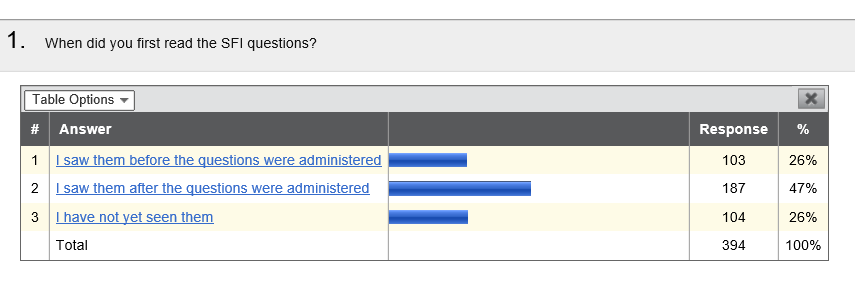 1. When did you first read the SFI questions?
Table Options
# Answer Response %
1 I saw them before the questions were administered 103 26%
2 I saw them after the questions were administered 187 47%
3 I have not yet seen them 104 26%
Total 394 100%